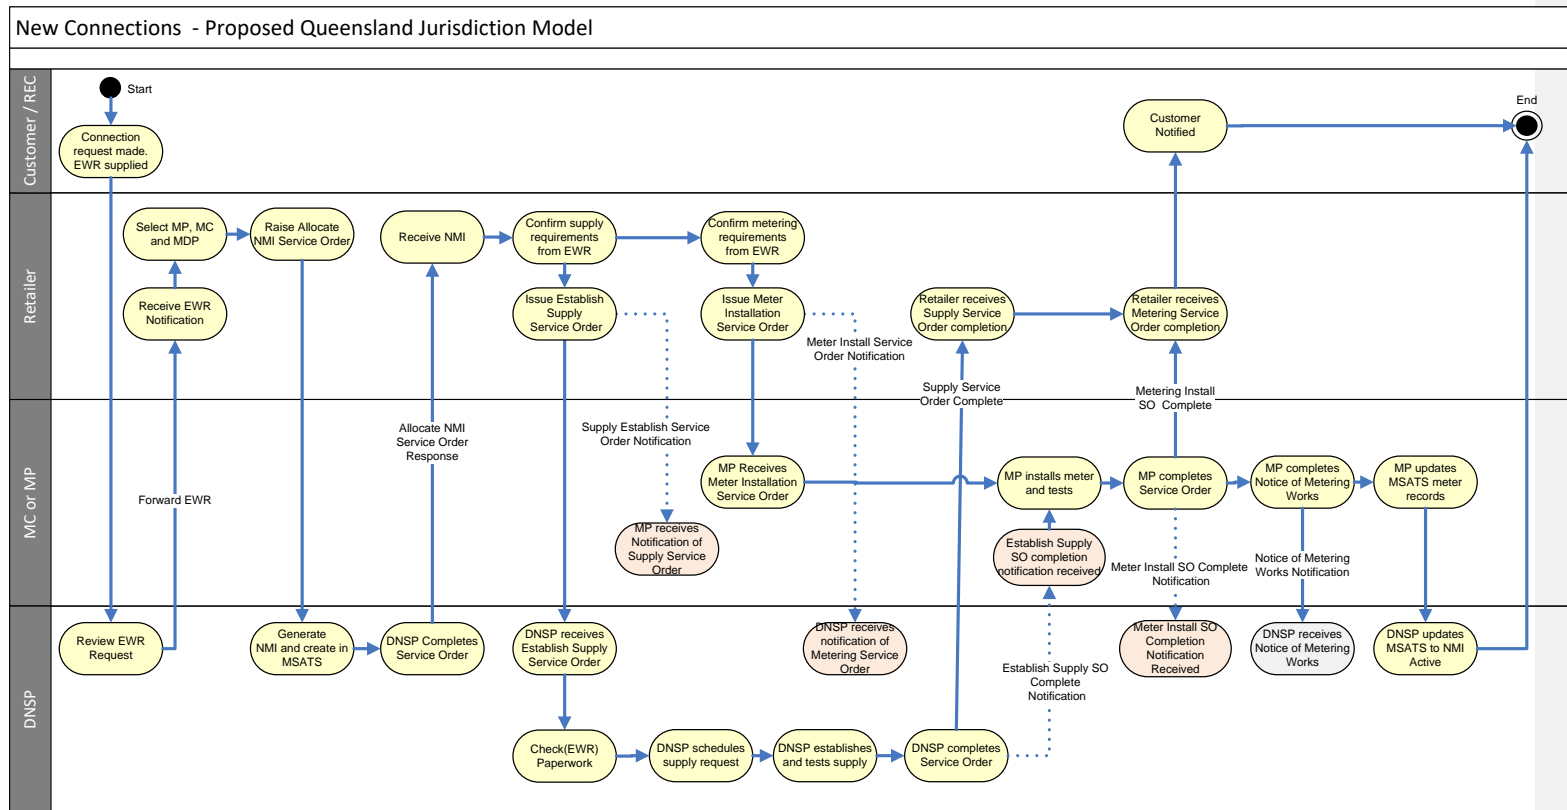 New Connections - Proposed Queensland Jurisdiction Model
Customer / REC
Start
Connection
request made.
EWR supplied
Customer
Notified
End
Retailer
Select MP, MC
and MDP
Raise Allocate
NMI Service Order
Receive NMI
Confirm supply
requirements
from EWR
Confirm metering
requirements
from EWR
Receive EWR
Notification
Issue Establish
Supply
Service Order
Issue Meter
Installation
Service Order
Retailer receives
Supply Service
Order completion
Retailer receives
Metering Service
Order completion
Meter Install Service
Order Notification
Supply Service
Order Complete
Metering Install
SO Complete
MC or MP
Allocate NMI
Service Order
Response
Supply Establish Service
Order Notification
Forward EWR
MP Receives
Meter Installation
Service Order
MP installs meter
and tests
MP completes
Service Order
MP completes
Notice of Metering
Works
MP updates
MSATS meter
records
MP receives
Notification of
Supply Service
Order
Establish Supply
SO completion
notification received
Meter Install SO Complete
Notification
Notice of Metering
Works Notification
DNSP
Review EWR
Request
Generate
NMI and create in
MSATS
DNSP Completes
Service Order
DNSP receives
Establish Supply
Service Order
DNSP receives
notification of
Metering Service
Order
Establish Supply SO
Complete
Notification
Meter Install SO
Completion
Notification
Received
DNSP receives
Notice of Metering
Works
DNSP updates
MSATS to NMI
Active
Check(EWR)
Paperwork
DNSP schedules
supply request
DNSP establishes
and tests supply
DNSP completes
Service Order